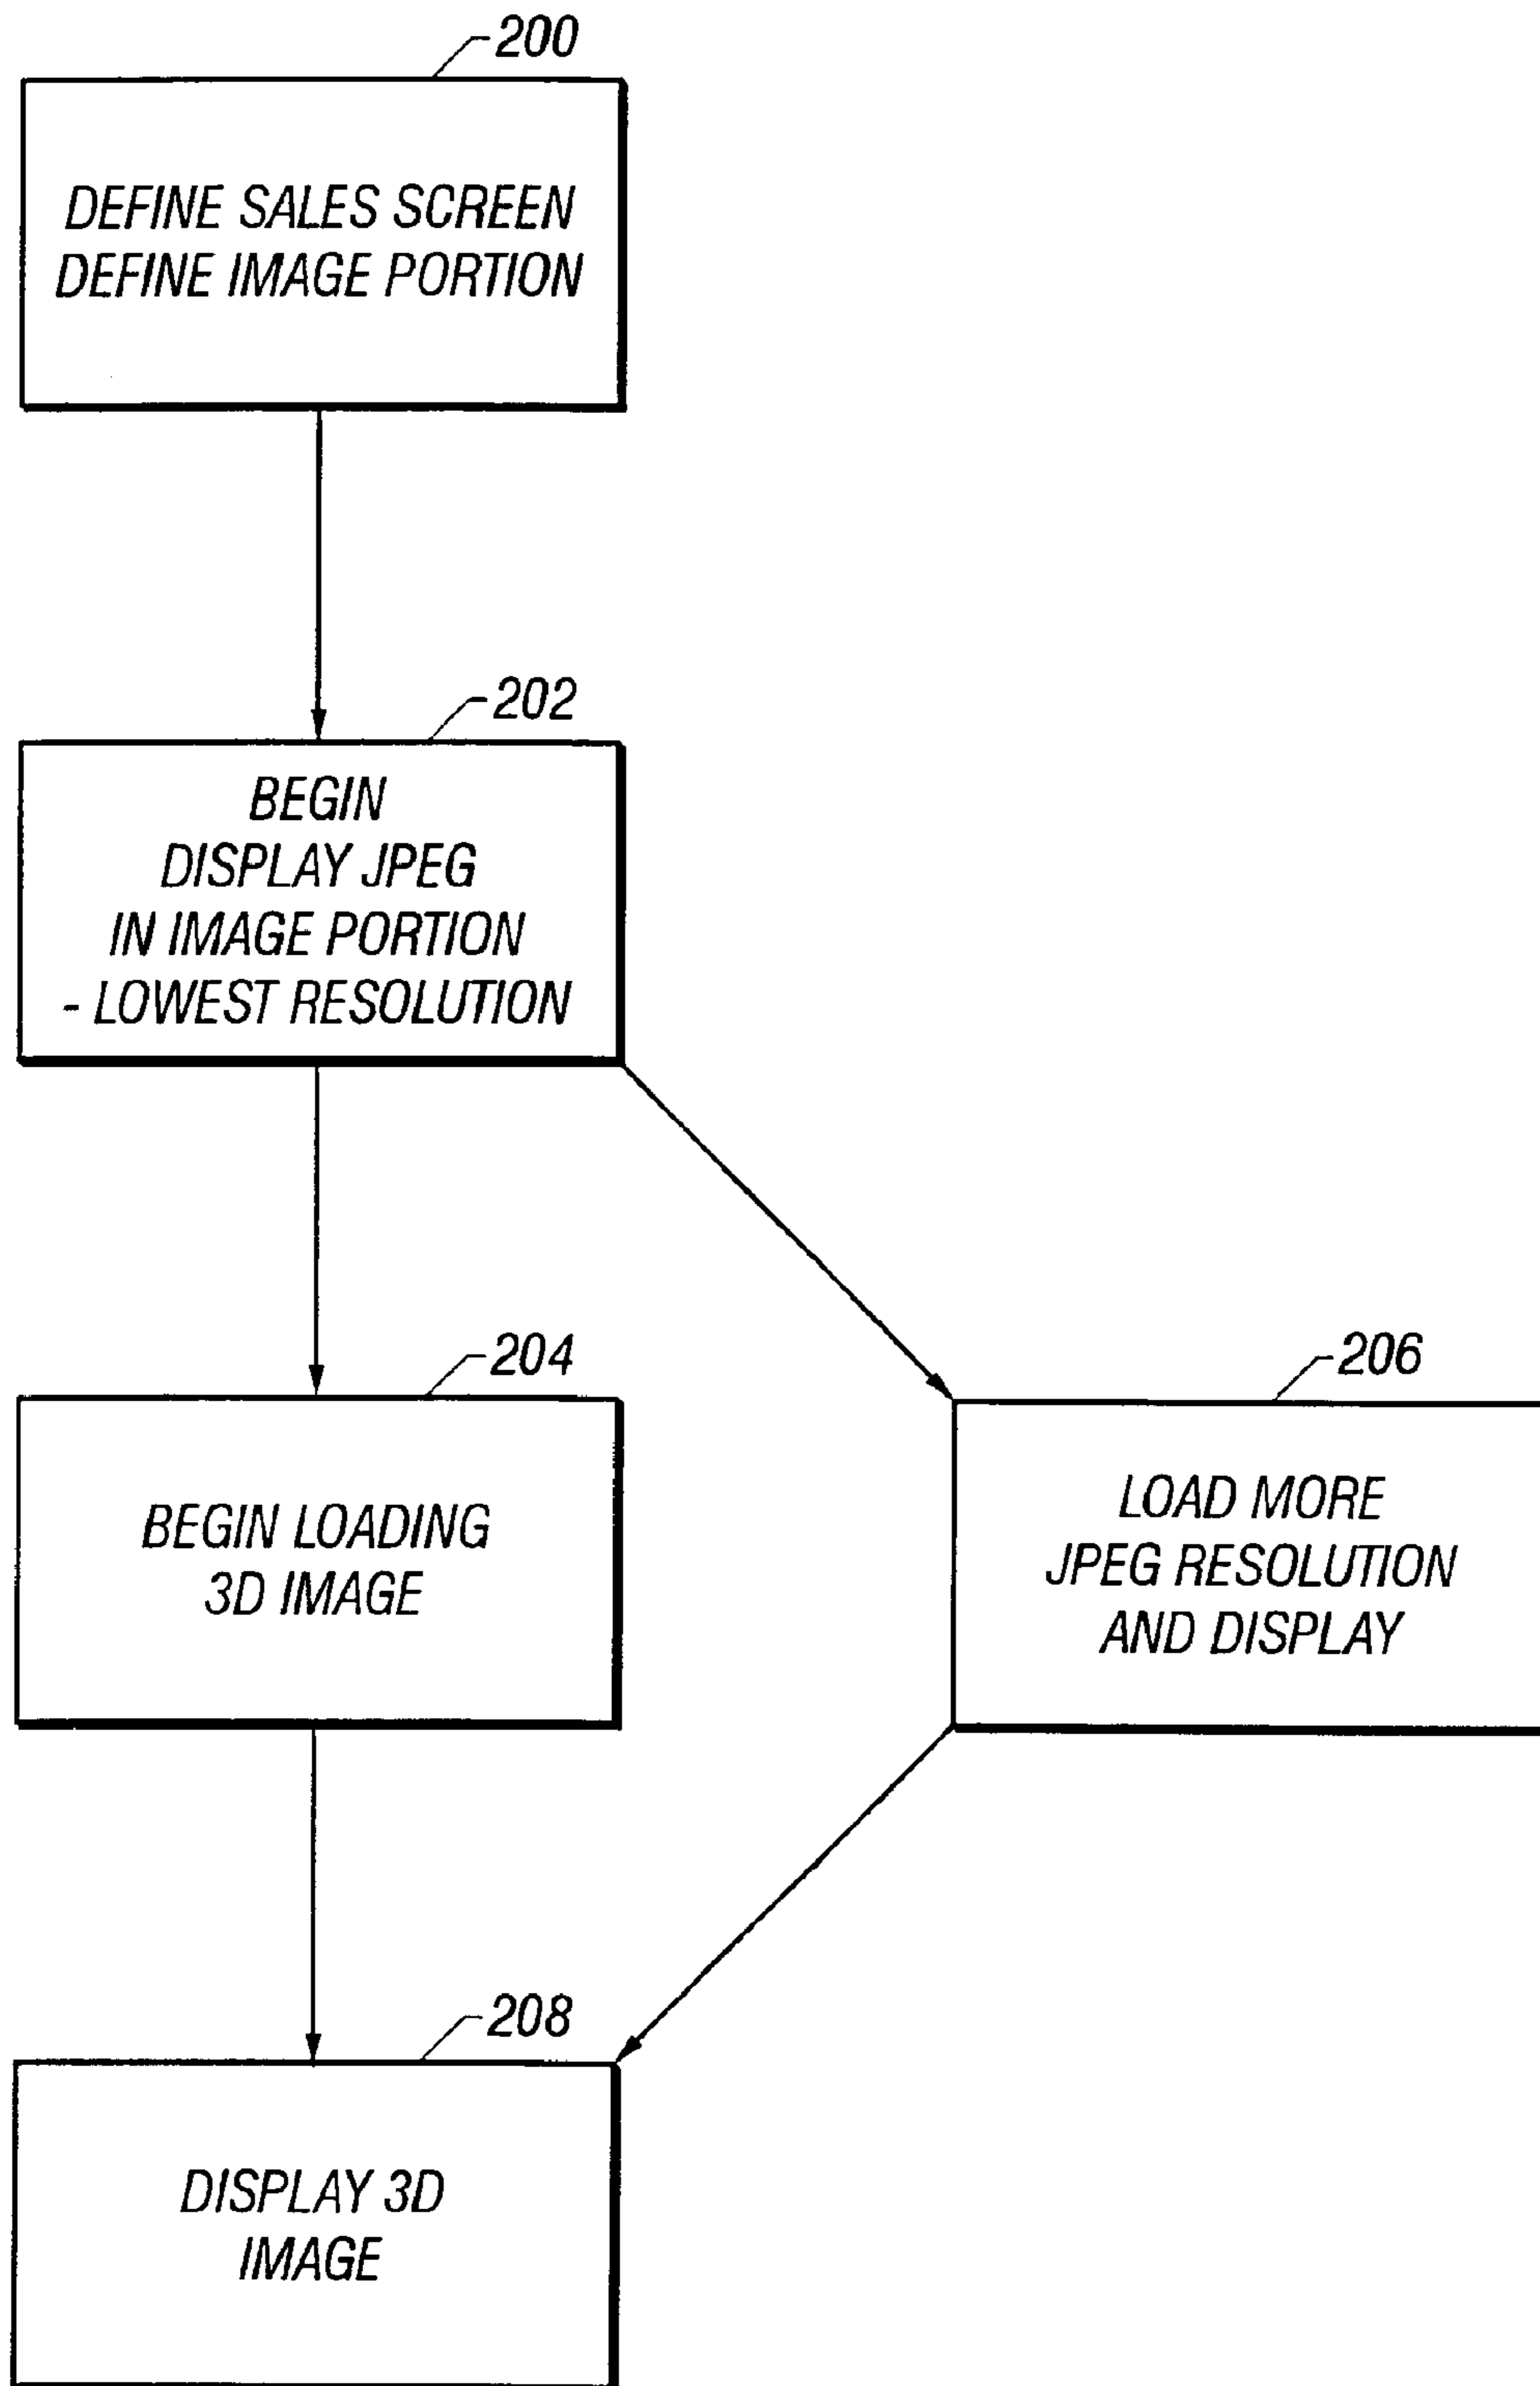 200
DEFINE SALES SCREEN
DEFINE IMAGE PORTION
202
BEGIN
DISPLAY JPEG
IN IMAGE PORTION
- LOWEST RESOLUTION
204
BEGIN LOADING
3D IMAGE
206
LOAD MORE
JPEG RESOLUTION
AND DISPLAY
208
DISPLAY 3D
IMAGE